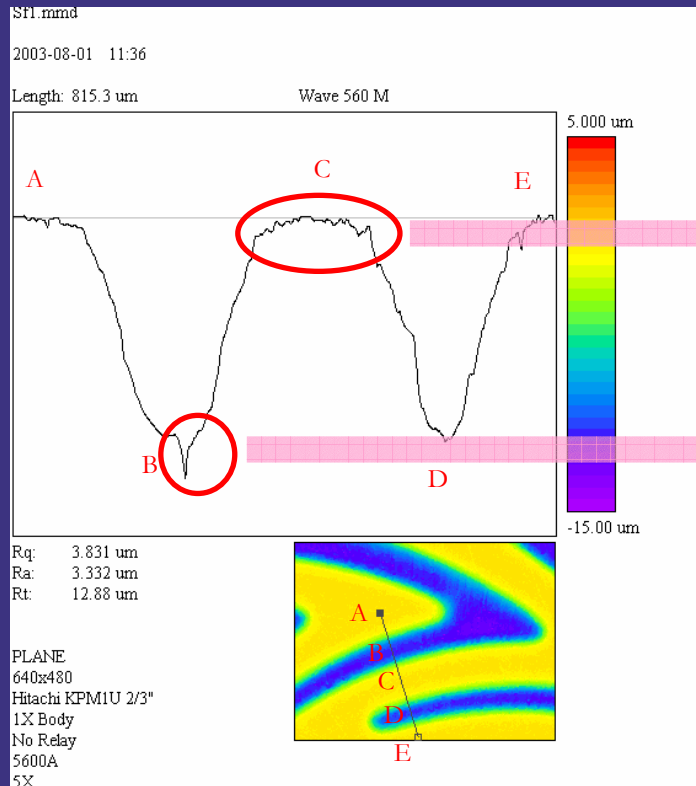 Sf1.mmd
2003-08-01 11:36
Length: 815.3 um Wave 560 M
5.000 um
A
C
E
B
D
-15.00 um
Rq: 3.831 um
Ra: 3.332 um
Rt: 12.88 um
A
B
C
D
E
PLANE
640x480
Hitachi KPM1U 2/3"
1X Body
No Relay
5600A
5X